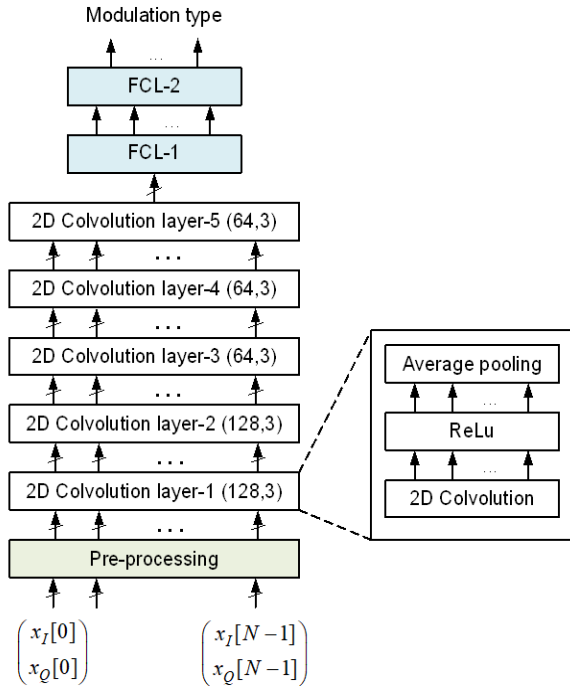 Modulation type
...
FCL-2
...
FCL-1
2D Colvolution layer-5 (64,3)
...
2D Colvolution layer-4 (64,3)
...
2D Colvolution layer-3 (64,3)
...
2D Colvolution layer-2 (128,3)
...
2D Colvolution layer-1 (128,3)
...
Pre-processing
x_I[0]
x_Q[0]
x_I[N-1]
x_Q[N-1]
Average pooling
...
ReLu
...
2D Colvolution